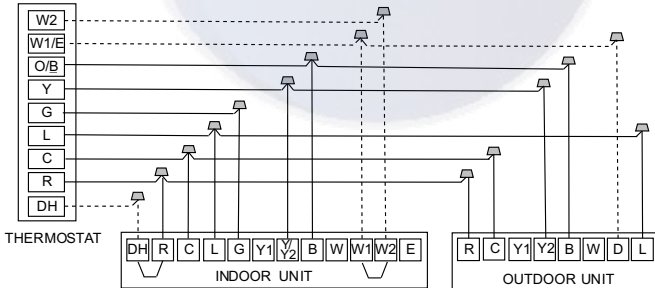 W2
W1/E
O/B
Y
G
L
C
R
DH
THERMOSTAT
DH R C L G Y1 Y/Y2 B W W1 W2 E
INDOOR UNIT
R C Y1 Y2 B W D L
OUTDOOR UNIT